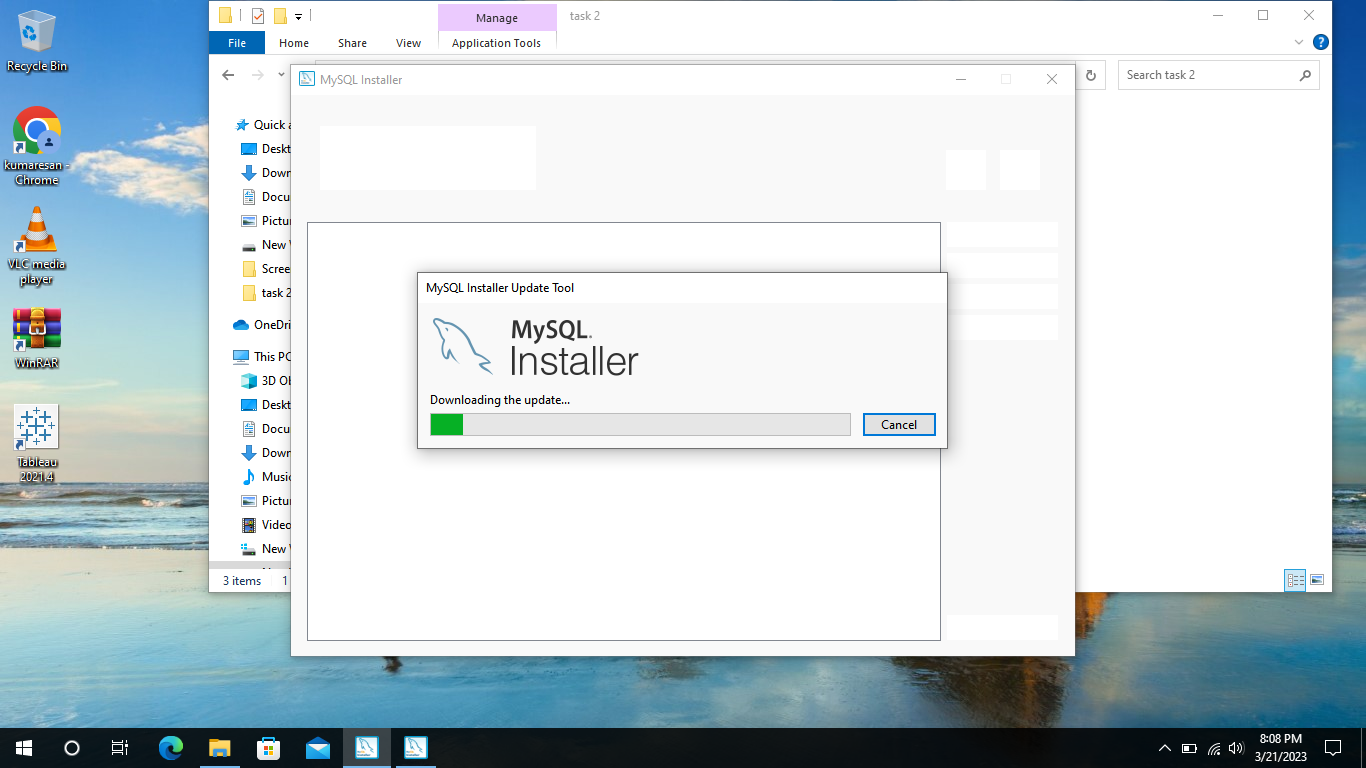 Recycle Bin
kumaresan -
Chrome
VLC media
player
WinRAR
Tableau
2021.4
Manage
task 2
File
Home
Share
View
Application Tools
Search task 2
MySQL Installer
Quick a
Deskt
Down
Docu
Pictu
New
Scree
task 2
OneDri
This PC
3D O
Deskt
Docu
Down
Music
Pictu
Video
New
3 items
1
MySQL Installer Update Tool
MySQL.
Installer
Downloading the update...
Cancel
Installer
Installer
8:08 PM
3/21/2023